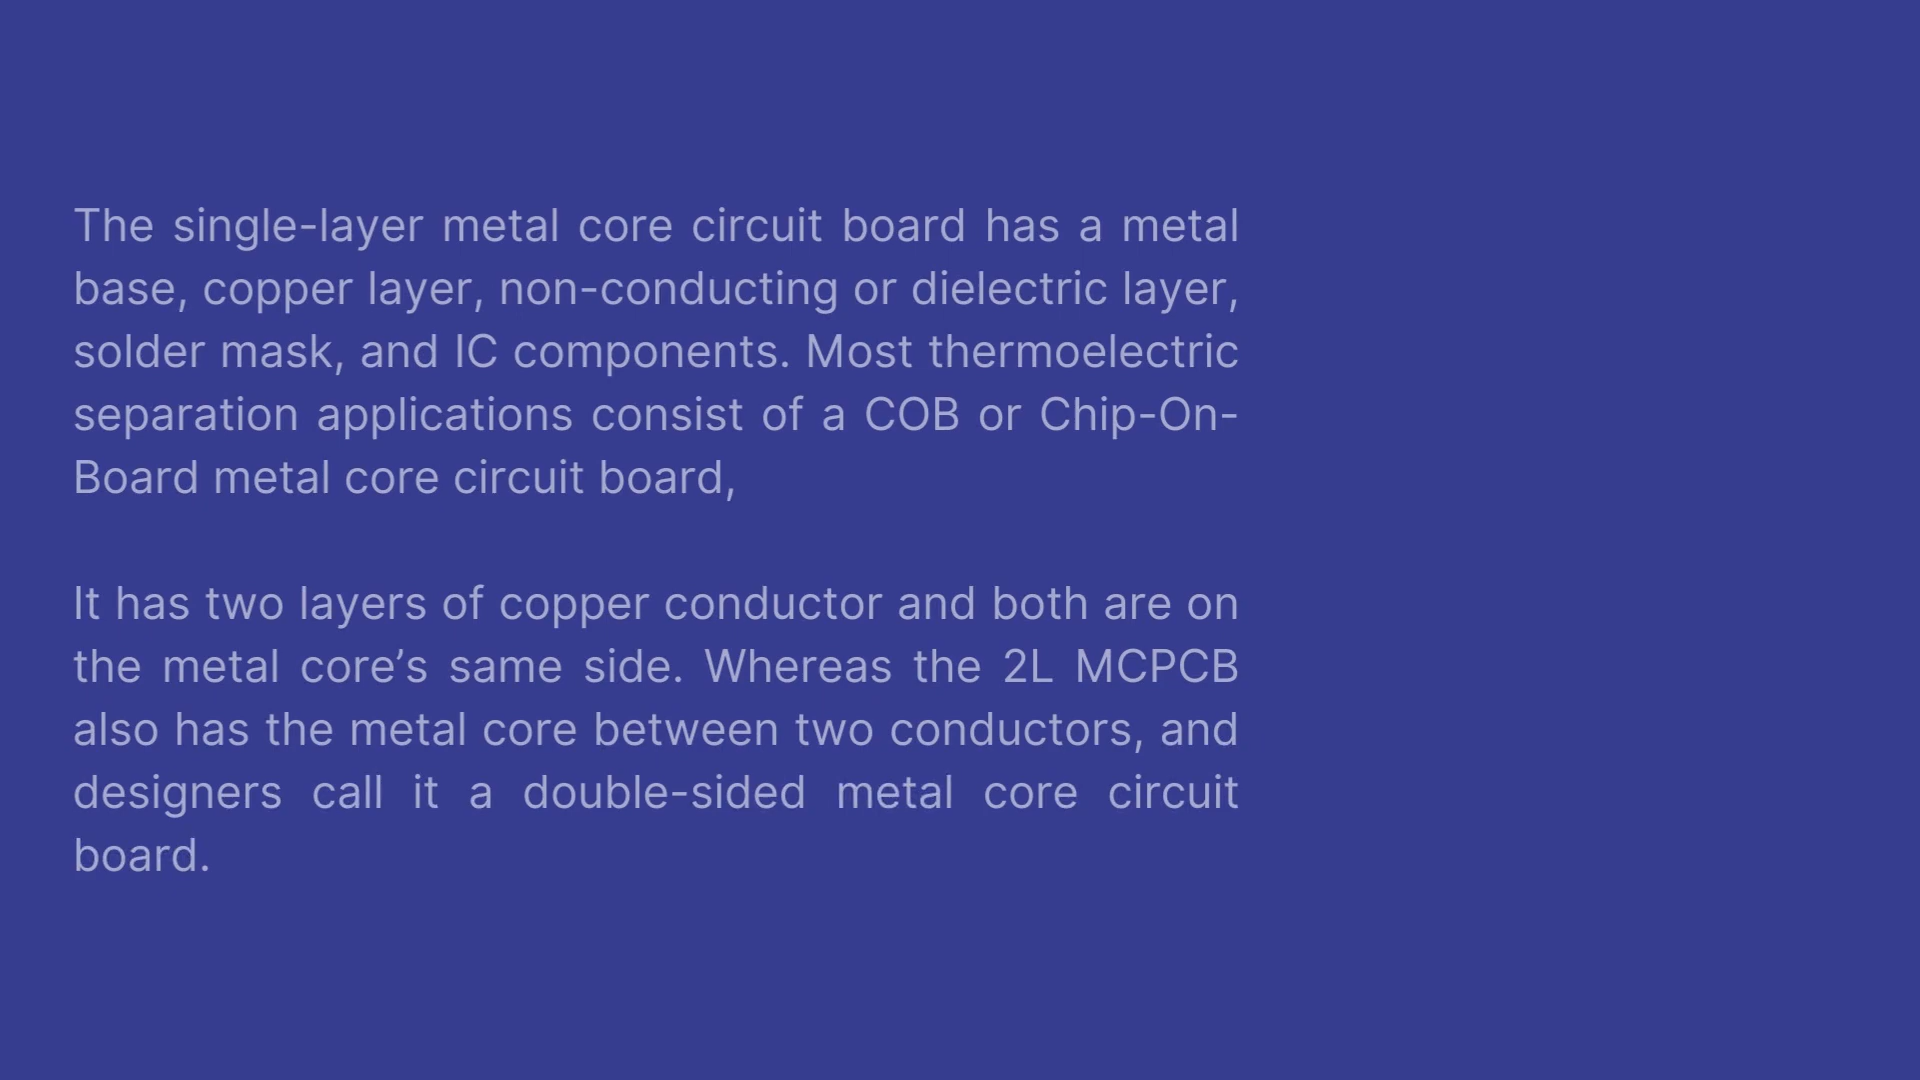 The single-layer metal core circuit board has a metal
base, copper layer, non-conducting or dielectric layer,
solder mask, and IC components. Most thermoelectric
separation applications consist of a COB or Chip-On-
Board metal core circuit board,
It has two layers of copper conductor and both are on
the metal core’s same side. Whereas the 2L MCPCB
also has the metal core between two conductors, and
designers call it a double-sided metal core circuit
board.